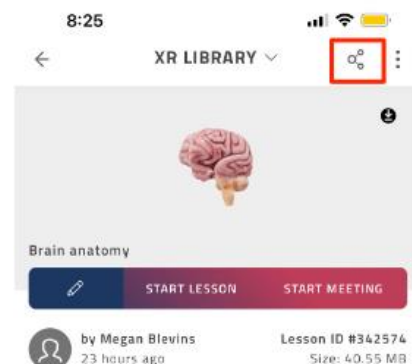 8:25
XR LIBRARY
Brain anatomy
START LESSON START MEETING
by Megan Blevins Lesson ID #342574
23 hours ago Size: 40.55 MB